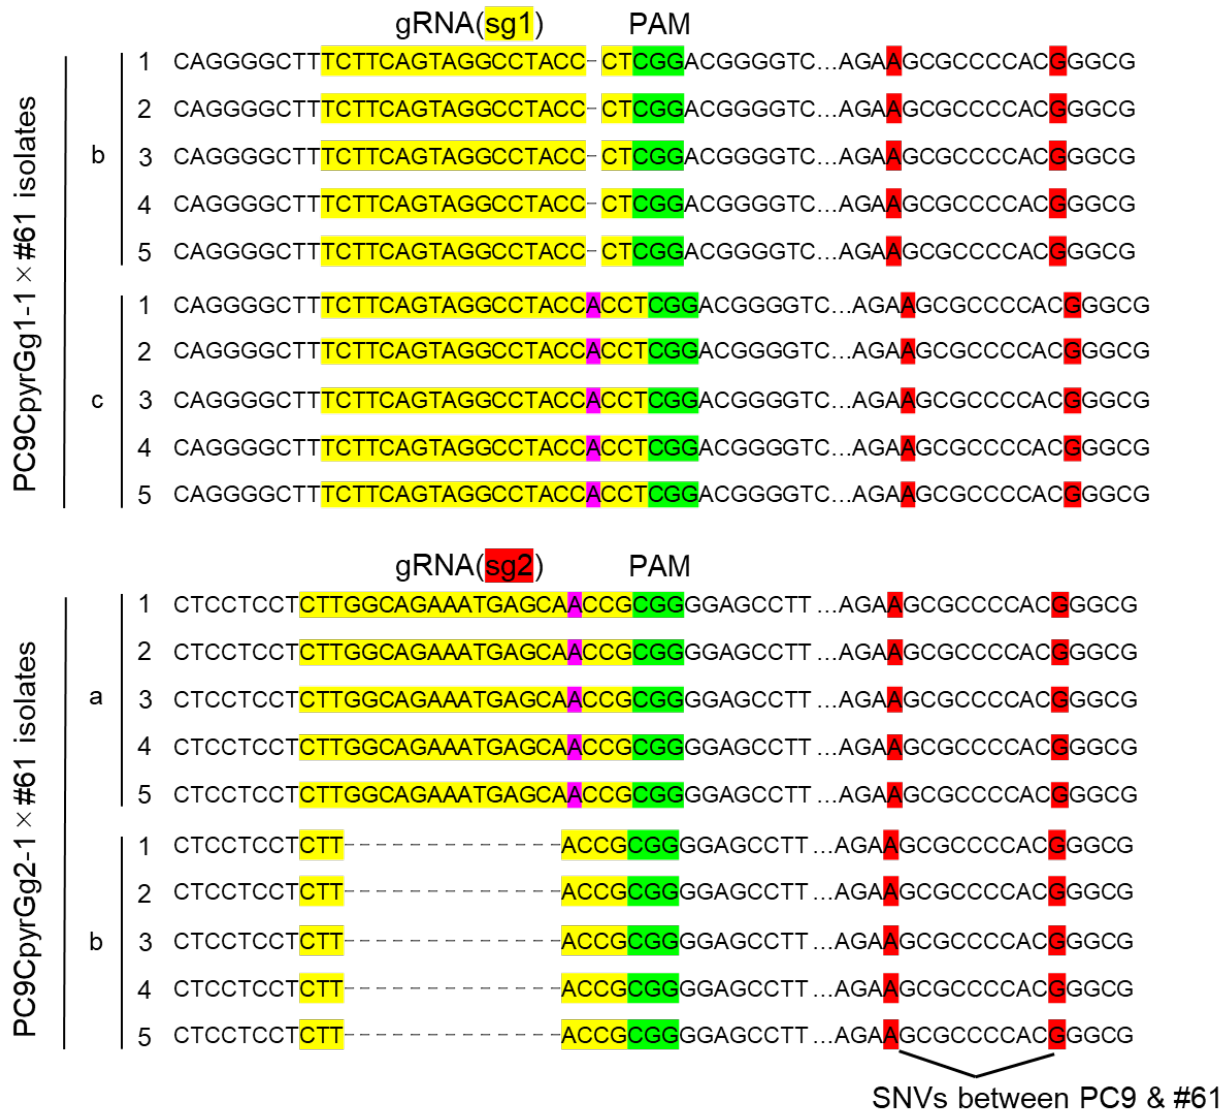 gRNA(sg1) PAM
PC9CpyrGg1-1 × #61 isolates
b
1 CAGGGGCTTTCTTCAGTAGGCCTACC-CTCGGACGGGGTC...AGAAGCGCCCCACGGGCG
2 CAGGGGCTTTCTTCAGTAGGCCTACC-CTCGGACGGGGTC...AGAAGCGCCCCACGGGCG
3 CAGGGGCTTTCTTCAGTAGGCCTACC-CTCGGACGGGGTC...AGAAGCGCCCCACGGGCG
4 CAGGGGCTTTCTTCAGTAGGCCTACC-CTCGGACGGGGTC...AGAAGCGCCCCACGGGCG
5 CAGGGGCTTTCTTCAGTAGGCCTACC-CTCGGACGGGGTC...AGAAGCGCCCCACGGGCG
c
1 CAGGGGCTTTCTTCAGTAGGCCTACCACCTCGGACGGGGTC...AGAAGCGCCCCACGGGCG
2 CAGGGGCTTTCTTCAGTAGGCCTACCACCTCGGACGGGGTC...AGAAGCGCCCCACGGGCG
3 CAGGGGCTTTCTTCAGTAGGCCTACCACCTCGGACGGGGTC...AGAAGCGCCCCACGGGCG
4 CAGGGGCTTTCTTCAGTAGGCCTACCACCTCGGACGGGGTC...AGAAGCGCCCCACGGGCG
5 CAGGGGCTTTCTTCAGTAGGCCTACCACCTCGGACGGGGTC...AGAAGCGCCCCACGGGCG
gRNA(sg2) PAM
PC9CpyrGg2-1 × #61 isolates
a
1 CTCCTCCTCTTGGCAGAAATGAGCAACCGCGGGGAGCCTT...AGAAGCGCCCCACGGGCG
2 CTCCTCCTCTTGGCAGAAATGAGCAACCGCGGGGAGCCTT...AGAAGCGCCCCACGGGCG
3 CTCCTCCTCTTGGCAGAAATGAGCAACCGCGGGGAGCCTT...AGAAGCGCCCCACGGGCG
4 CTCCTCCTCTTGGCAGAAATGAGCAACCGCGGGGAGCCTT...AGAAGCGCCCCACGGGCG
5 CTCCTCCTCTTGGCAGAAATGAGCAACCGCGGGGAGCCTT...AGAAGCGCCCCACGGGCG
b
1 CTCCTCCTCTT--------------ACCGCGGGGAGCCTT...AGAAGCGCCCCACGGGCG
2 CTCCTCCTCTT--------------ACCGCGGGGAGCCTT...AGAAGCGCCCCACGGGCG
3 CTCCTCCTCTT--------------ACCGCGGGGAGCCTT...AGAAGCGCCCCACGGGCG
4 CTCCTCCTCTT--------------ACCGCGGGGAGCCTT...AGAAGCGCCCCACGGGCG
5 CTCCTCCTCTT--------------ACCGCGGGGAGCCTT...AGAAGCGCCCCACGGGCG
SNVs between PC9 & #61